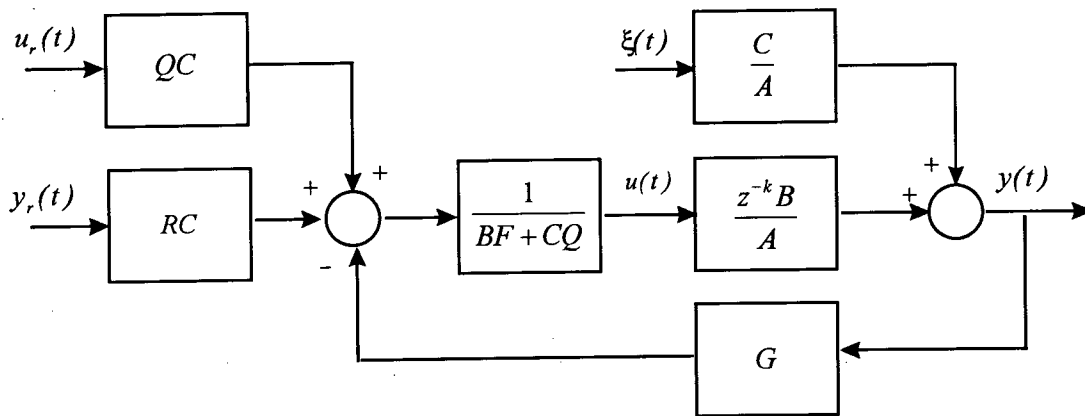 u_r(t)
QC
ξ(t)
C
A
+
+
+
y_r(t)
RC
+
1
BF + CQ
u(t)
z^{-k} B
A
+
y(t)
-
G